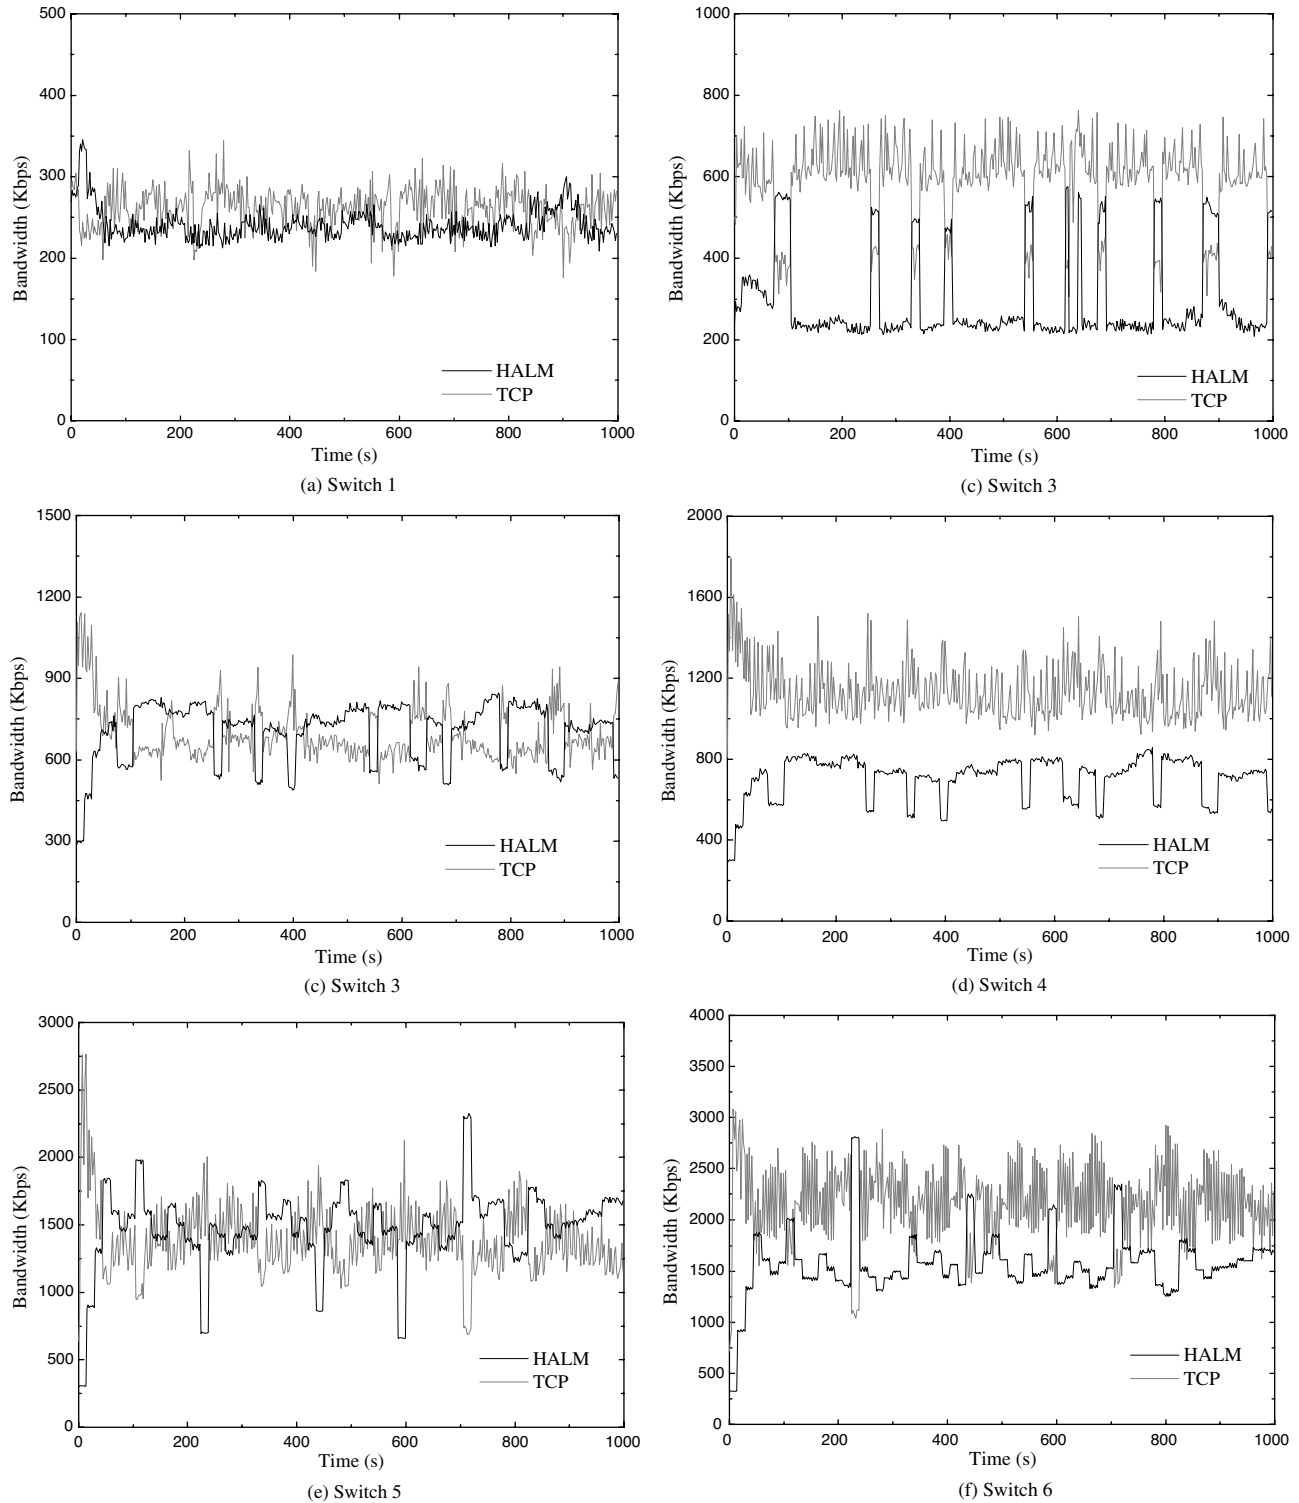 500
400
300
200
100
0
Bandwidth (Kbps)
HALM
TCP
0 200 400 600 800 1000
Time (s)
(a) Switch 1
1000
800
600
400
200
0
Bandwidth (Kbps)
HALM
TCP
0 200 400 600 800 1000
Time (s)
(c) Switch 3
1500
1200
900
600
300
0
Bandwidth (Kbps)
HALM
TCP
0 200 400 600 800 1000
Time (s)
(c) Switch 3
2000
1600
1200
800
400
0
Bandwidth (Kbps)
HALM
TCP
0 200 400 600 800 1000
Time (s)
(d) Switch 4
3000
2500
2000
1500
1000
500
0
Bandwidth (Kbps)
HALM
TCP
0 200 400 600 800 1000
Time (s)
(e) Switch 5
4000
3500
3000
2500
2000
1500
1000
500
0
Bandwidth (Kbps)
HALM
TCP
0 200 400 600 800 1000
Time (s)
(f) Switch 6